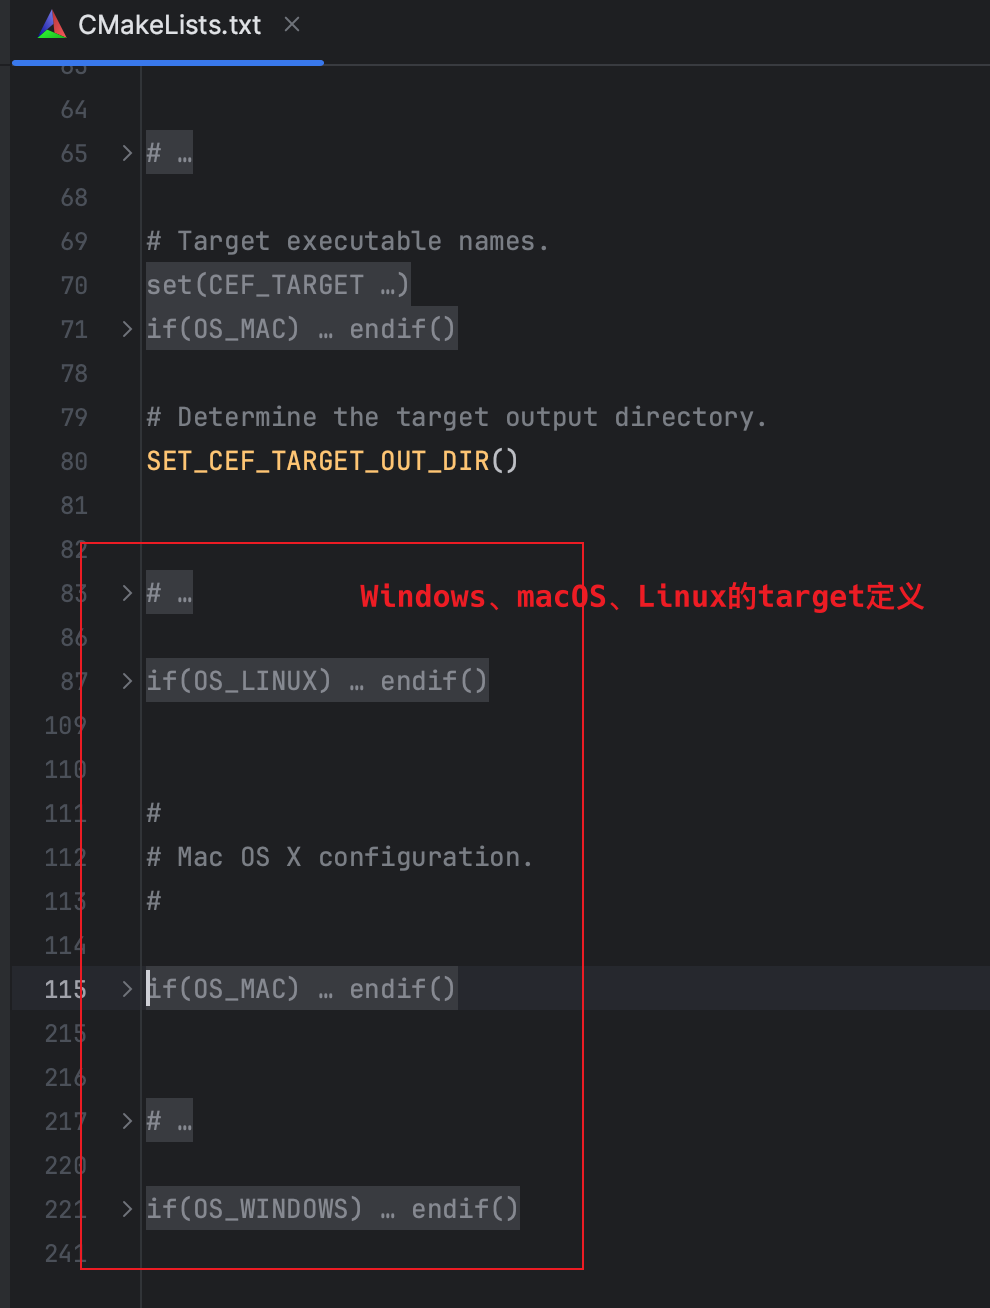 CMakeLists.txt
63
64
65 # …
68
69 # Target executable names.
70 set(CEF_TARGET …)
71 if(OS_MAC) … endif()
78
79 # Determine the target output directory.
80 SET_CEF_TARGET_OUT_DIR()
81
82
83 # … Windows、macOS、Linux的target定义
86
87 if(OS_LINUX) … endif()
109
110
111 #
112 # Mac OS X configuration.
113 #
114
115 if(OS_MAC) … endif()
215
216
217 # …
220
221 if(OS_WINDOWS) … endif()
241